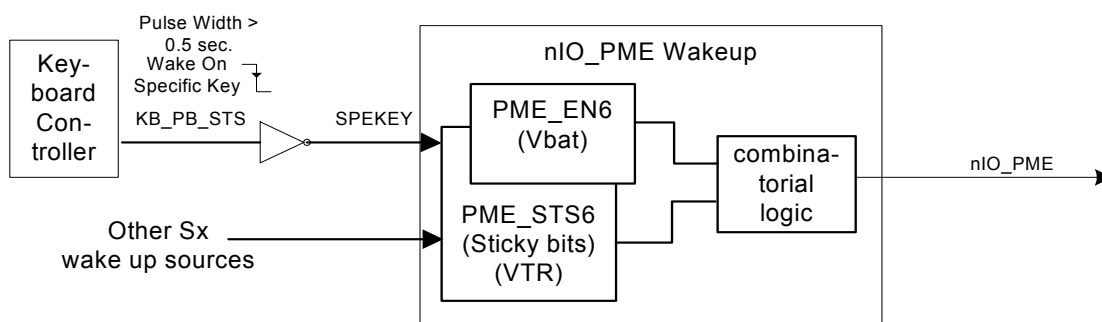 Pulse Width >
0.5 sec.
Wake On
Specific Key
Key-
board
Con-
troller
KB_PB_STS
SPEKEY
nIO_PME Wakeup
PME_EN6
(Vbat)
combina-
torial
logic
nIO_PME
Other Sx
wake up sources
PME_STS6
(Sticky bits)
(VTR)